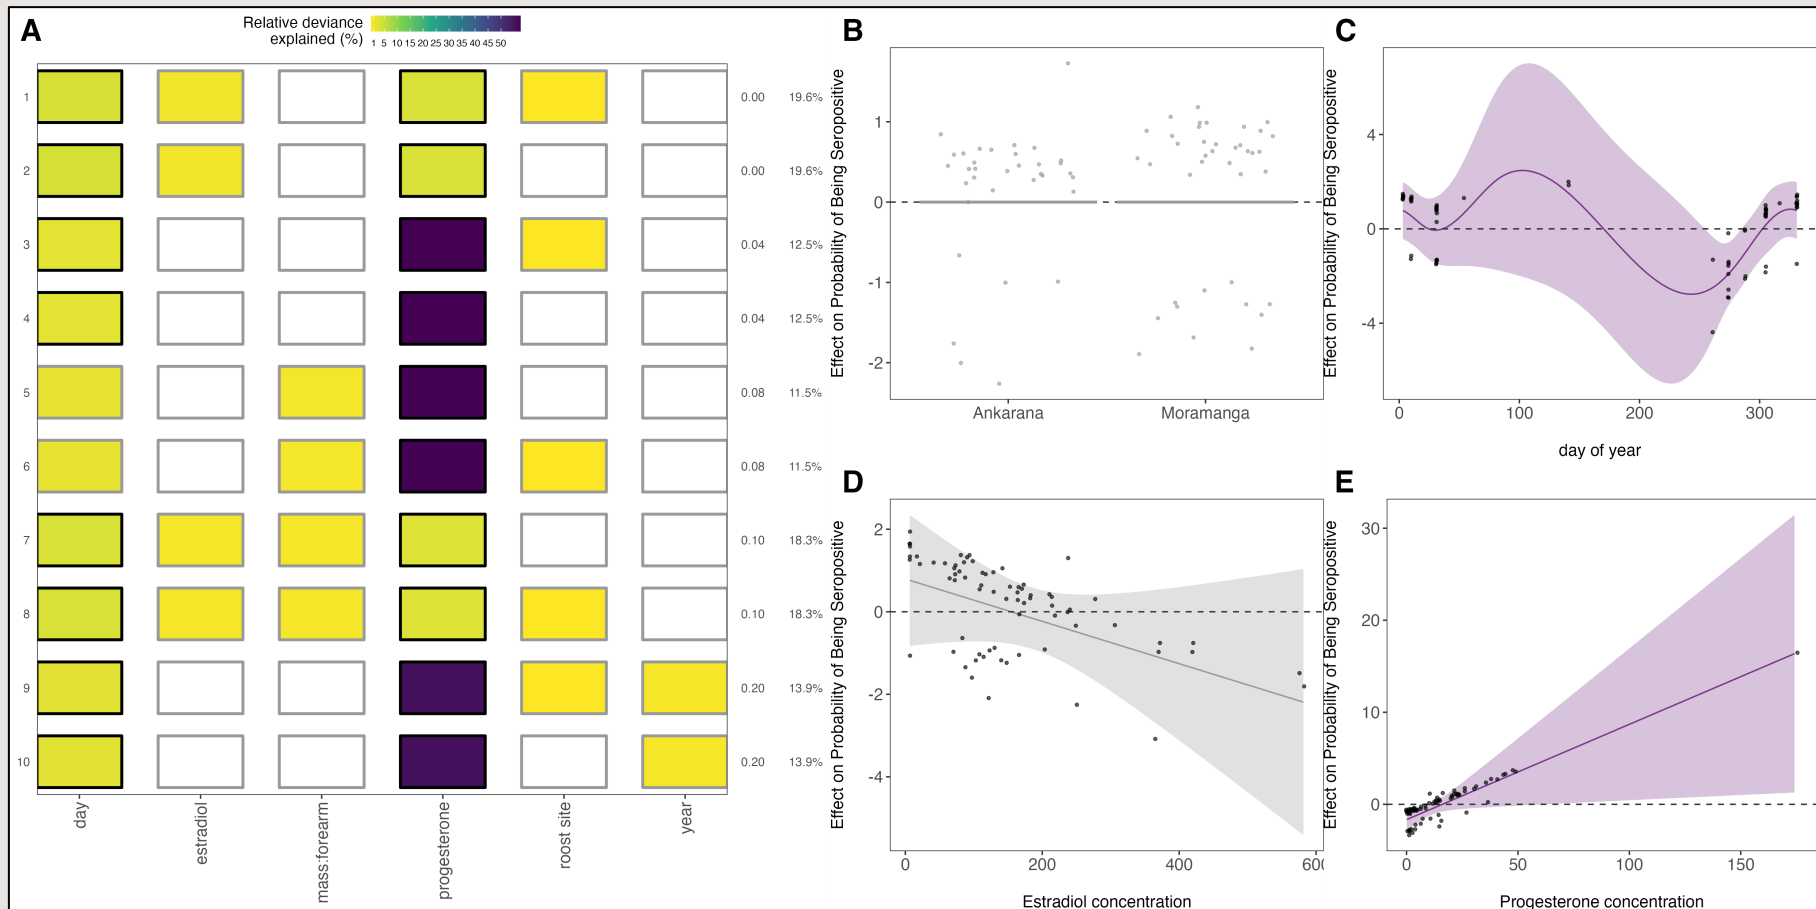 A
Relative deviance
explained (%)
1 5 10 15 20 25 30 35 40 45 50
1 0.00 19.6%
2 0.00 19.6%
3 0.04 12.5%
4 0.04 12.5%
5 0.08 11.5%
6 0.08 11.5%
7 0.10 18.3%
8 0.10 18.3%
9 0.20 13.9%
10 0.20 13.9%
day
estradiol
mass:forearm
progesterone
roost site
year
B
Effect on Probability of Being Seropositive
1
0
-1
-2
Ankarana
Moramanga
C
Effect on Probability of Being Seropositive
4
0
-4
0 100 200 300
day of year
D
Effect on Probability of Being Seropositive
2
0
-2
-4
0 200 400 600
Estradiol concentration
E
Effect on Probability of Being Seropositive
30
20
10
0
0 50 100 150
Progesterone concentration